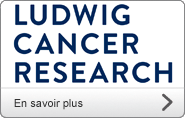 LUDWIG
CANCER
RESEARCH
En savoir plus